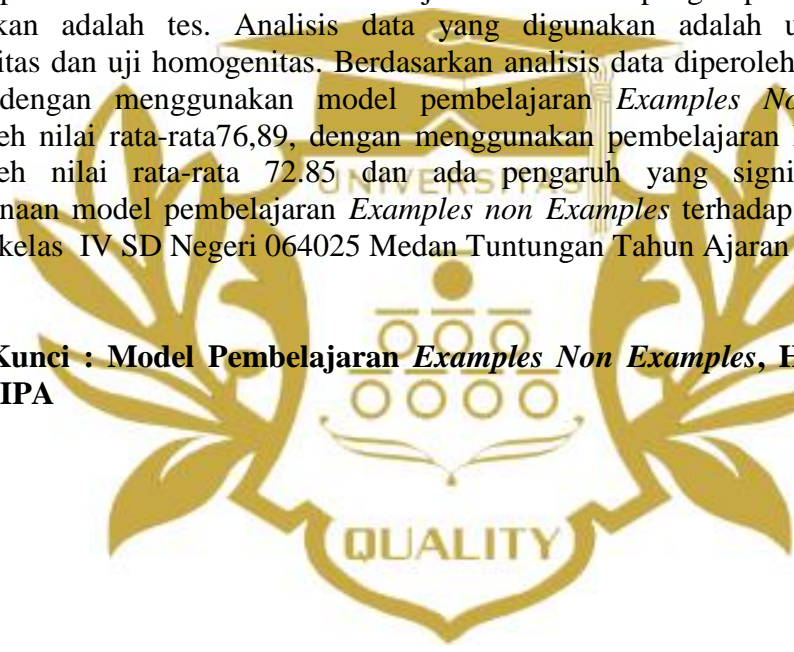 kan adalah tes. Analisis data yang digunakan adalah u
itas dan uji homogenitas. Berdasarkan analisis data diperoleh
dengan menggunakan model pembelajaran Examples No
eh nilai rata-rata76,89, dengan menggunakan pembelajaran
eh nilai rata-rata 72.85 dan ada pengaruh yang signi
UNIVERSITAS
naan model pembelajaran Examples non Examples terhadap
kelas IV SD Negeri 064025 Medan Tuntungan Tahun Ajaran
Kunci : Model Pembelajaran Examples Non Examples, H
IPA
QUALITY